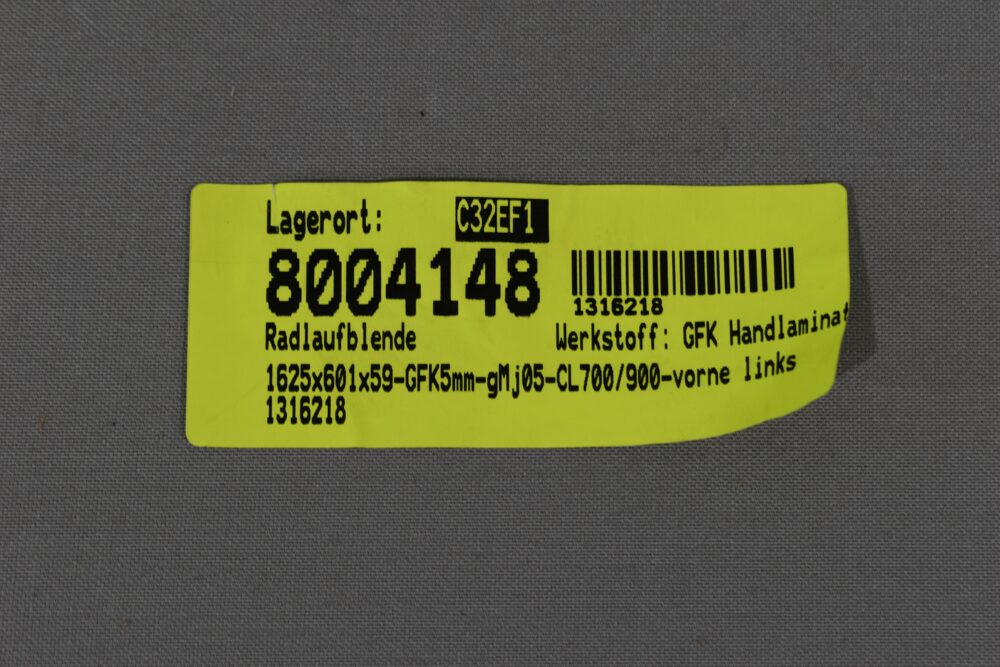 Lagerort: C32EF1
8004148
1316218
Radlaufblende Werkstoff: GFK Handlaminat
1625x601x59-GFK5mm-gMj05-CL700/900-vorne links
1316218